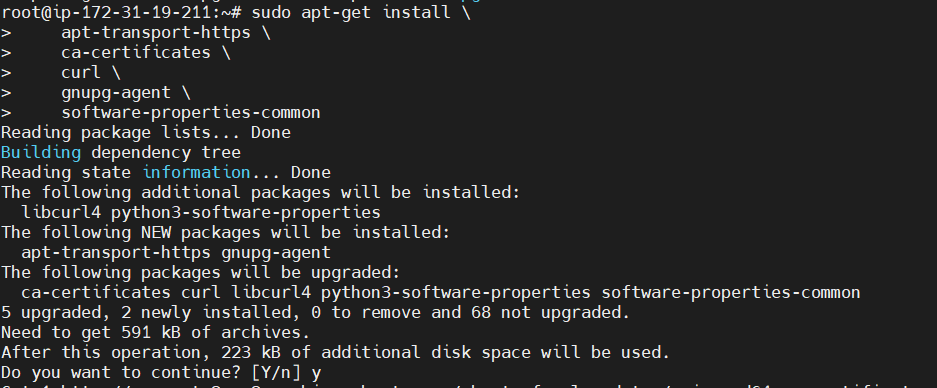 root@ip-172-31-19-211:~# sudo apt-get install \
>     apt-transport-https \
>     ca-certificates \
>     curl \
>     gnupg-agent \
>     software-properties-common
Reading package lists... Done
Building dependency tree
Reading state information... Done
The following additional packages will be installed:
  libcurl4 python3-software-properties
The following NEW packages will be installed:
  apt-transport-https gnupg-agent
The following packages will be upgraded:
  ca-certificates curl libcurl4 python3-software-properties software-properties-common
5 upgraded, 2 newly installed, 0 to remove and 68 not upgraded.
Need to get 591 kB of archives.
After this operation, 223 kB of additional disk space will be used.
Do you want to continue? [Y/n] y